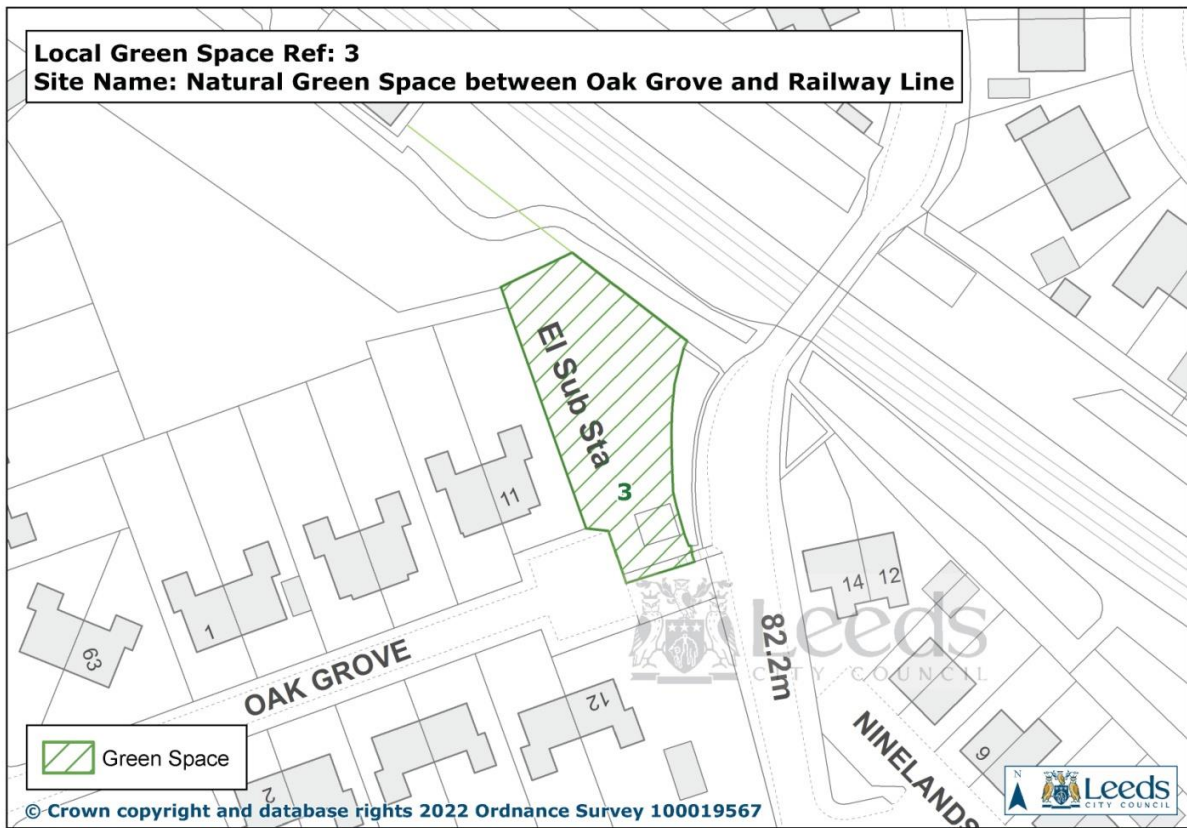 Local Green Space Ref: 3
Site Name: Natural Green Space between Oak Grove and Railway Line
El Sub Sta
3
11
1
63
OAK GROVE
12
2
14
12
82.2m
9
NINELANDS
Leeds
CITY COUNCIL
Green Space
© Crown copyright and database rights 2022 Ordnance Survey 100019567
N
Leeds
CITY COUNCIL